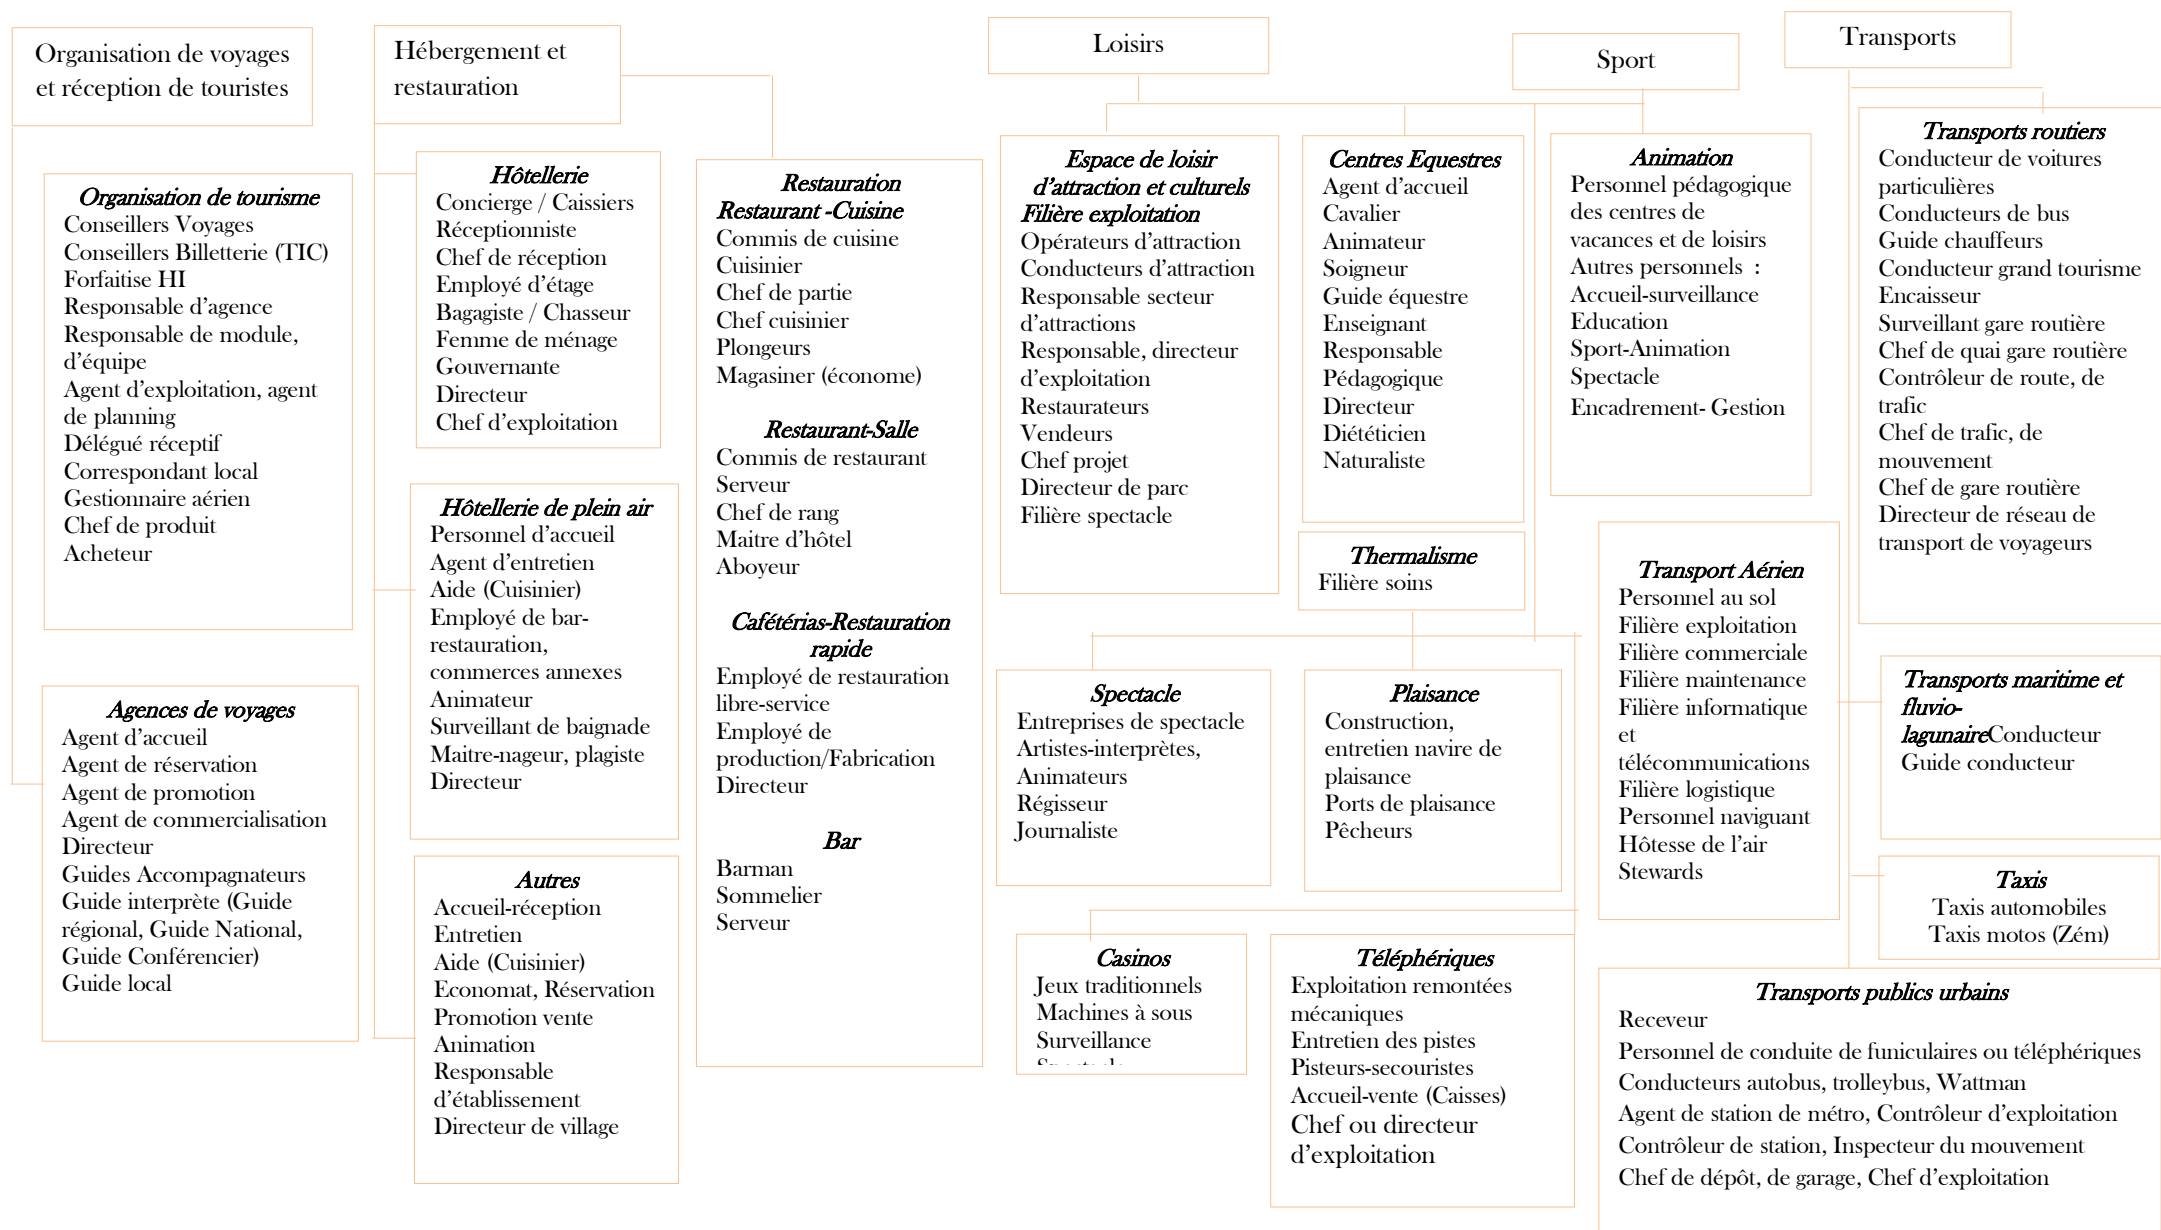 Organisation de voyages
et réception de touristes
Organisation de tourisme
Conseillers Voyages
Conseillers Billetterie (TIC)
Forfaitise HI
Responsable d'agence
Responsable de module,
d'équipe
Agent d'exploitation, agent
de planning
Délégué réceptif
Correspondant local
Gestionnaire aérien
Chef de produit
Acheteur
Agences de voyages
Agent d'accueil
Agent de réservation
Agent de promotion
Agent de commercialisation
Directeur
Guides Accompagnateurs
Guide interprète (Guide
régional, Guide National,
Guide Conférencier)
Guide local
Hébergement et
restauration
Hôtellerie
Concierge / Caissiers
Réceptionniste
Chef de réception
Employé d'étage
Bagagiste / Chasseur
Femme de ménage
Gouvernante
Directeur
Chef d'exploitation
Hôtellerie de plein air
Personnel d'accueil
Agent d'entretien
Aide (Cuisinier)
Employé de bar-
restauration,
commerces annexes
Animateur
Surveillant de baignade
Maitre-nageur, plagiste
Directeur
Autres
Accueil-réception
Entretien
Aide (Cuisinier)
Economat, Réservation
Promotion vente
Animation
Responsable
d'établissement
Directeur de village
Restauration
Restaurant -Cuisine
Commis de cuisine
Cuisinier
Chef de partie
Chef cuisinier
Plongeurs
Magasiner (économe)
Restaurant-Salle
Commis de restaurant
Serveur
Chef de rang
Maitre d'hôtel
Aboyeur
Cafétérias-Restauration
rapide
Employé de restauration
libre-service
Employé de
production/Fabrication
Directeur
Bar
Barman
Sommelier
Serveur
Loisirs
Sport
Espace de loisir
d'attraction et culturels
Filière exploitation
Opérateurs d'attraction
Conducteurs d'attraction
Responsable secteur
d'attractions
Responsable, directeur
d'exploitation
Restaurateurs
Vendeurs
Chef projet
Directeur de parc
Filière spectacle
Centres Equestres
Agent d'accueil
Cavalier
Animateur
Soigneur
Guide équestre
Enseignant
Responsable
Pédagogique
Directeur
Diététicien
Naturaliste
Animation
Personnel pédagogique
des centres de
vacances et de loisirs
Autres personnels :
Accueil-surveillance
Education
Sport-Animation
Spectacle
Encadrement- Gestion
Thermalisme
Filière soins
Spectacle
Entreprises de spectacle
Artistes-interprètes,
Animateurs
Régisseur
Journaliste
Plaisance
Construction,
entretien navire de
plaisance
Ports de plaisance
Pêcheurs
Casinos
Jeux traditionnels
Machines à sous
Surveillance
Téléphériques
Exploitation remontées
mécaniques
Entretien des pistes
Pisteurs-secouristes
Accueil-vente (Caisses)
Chef ou directeur
d'exploitation
Transports
Transports routiers
Conducteur de voitures
particulières
Conducteurs de bus
Guide chauffeurs
Conducteur grand tourisme
Encaisseur
Surveillant gare routière
Chef de quai gare routière
Contrôleur de route, de
trafic
Chef de trafic, de
mouvement
Chef de gare routière
Directeur de réseau de
transport de voyageurs
Transport Aérien
Personnel au sol
Filière exploitation
Filière commerciale
Filière maintenance
Filière informatique
et
télécommunications
Filière logistique
Personnel naviguant
Hôtesse de l'air
Stewards
Transports maritime et
fluvio-
lagunaireConducteur
Guide conducteur
Taxis
Taxis automobiles
Taxis motos (Zém)
Transports publics urbains
Receveur
Personnel de conduite de funiculaires ou téléphériques
Conducteurs autobus, trolleybus, Wattman
Agent de station de métro, Contrôleur d'exploitation
Contrôleur de station, Inspecteur du mouvement
Chef de dépôt, de garage, Chef d'exploitation